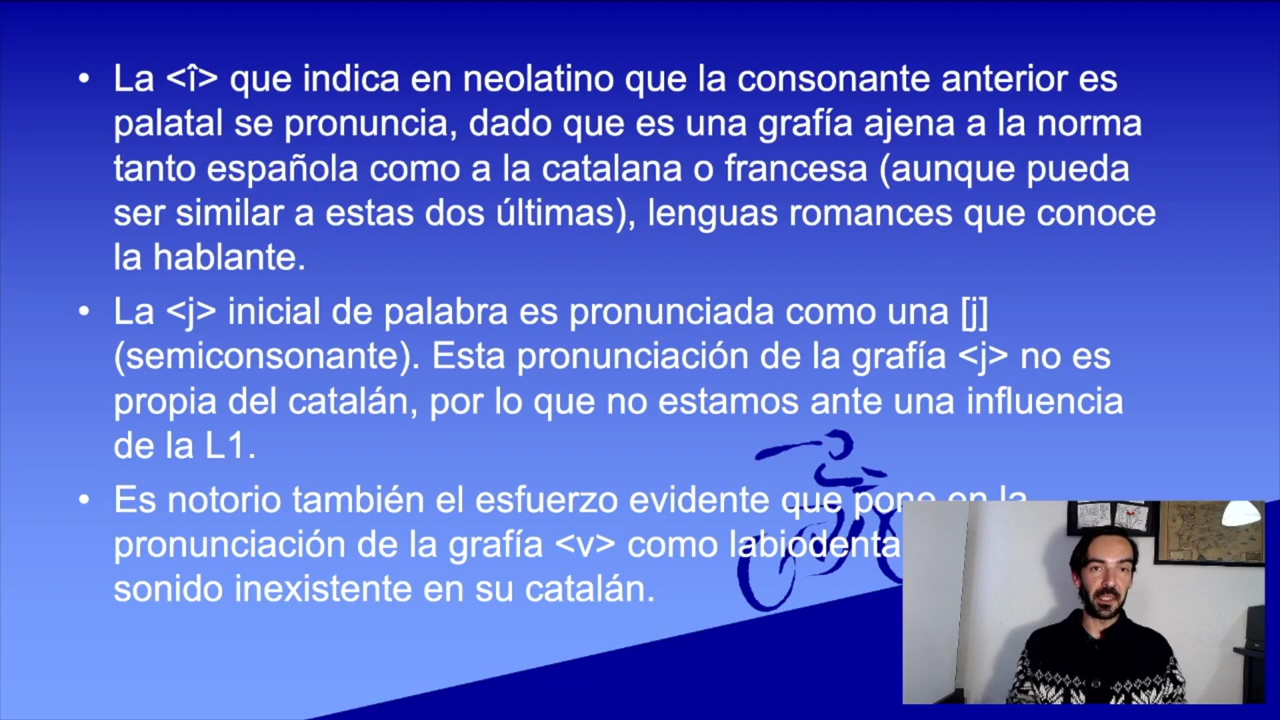 • La <î> que indica en neolatino que la consonante anterior es
palatal se pronuncia, dado que es una grafía ajena a la norma
tanto española como a la catalana o francesa (aunque pueda
ser similar a estas dos últimas), lenguas romances que conoce
la hablante.
• La <j> inicial de palabra es pronunciada como una [j]
(semiconsonante). Esta pronunciación de la grafía <j> no es
propia del catalán, por lo que no estamos ante una influencia
de la L1.
• Es notorio también el esfuerzo evidente que pone en la
pronunciación de la grafía <v> como labiodenta
sonido inexistente en su catalán.